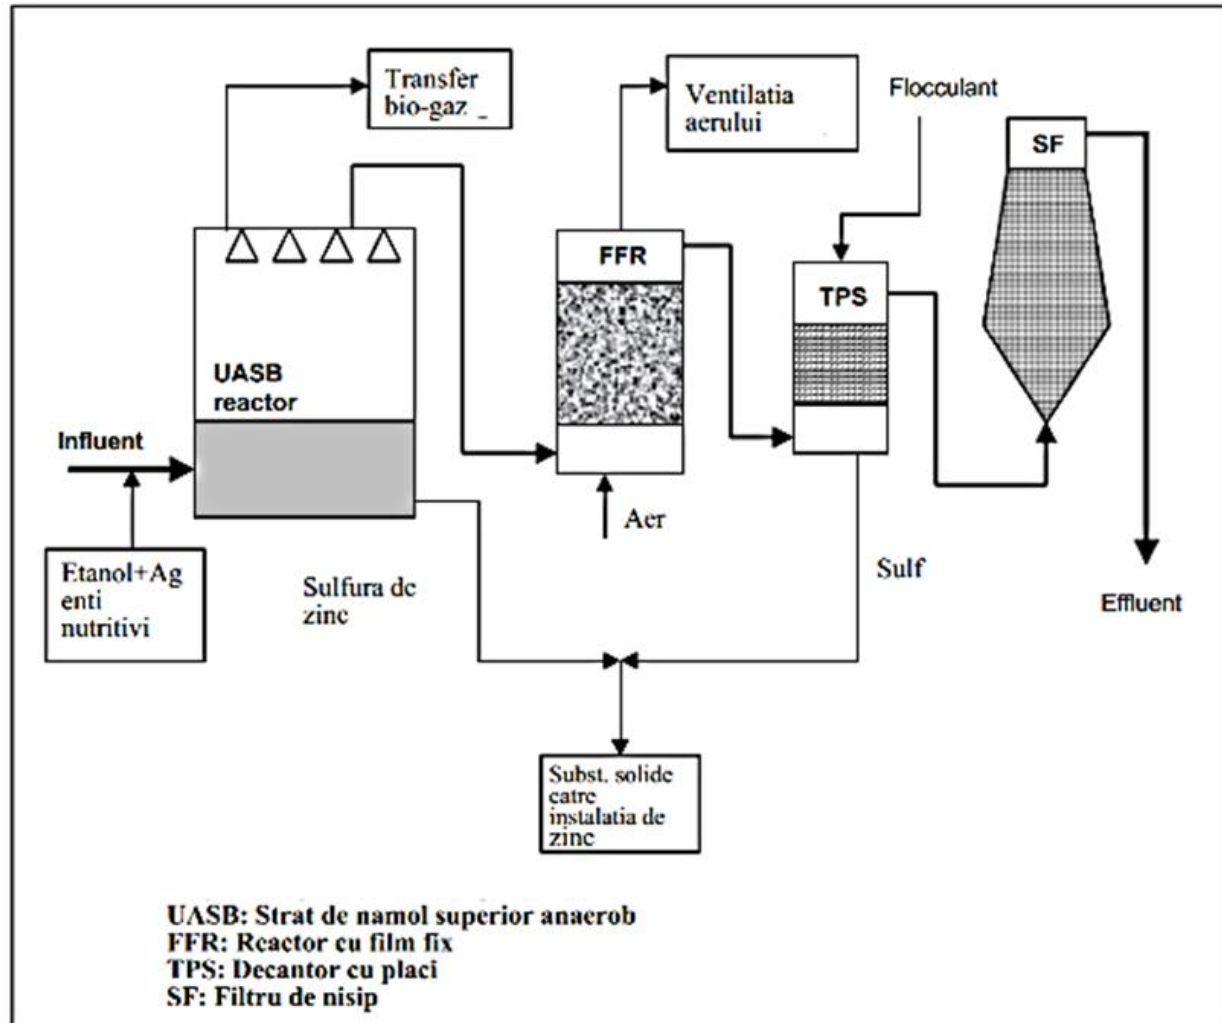 Transfer
bio-gaz
Ventilatia
aerului
Flocculant
SF
FFR
TPS
UASB
reactor
Influent
Aer
Etanol+Ag
enti
nutritivi
Sulfura de
zinc
Sulf
Effluent
Subst. solide
catre
instalatia de
zinc
UASB: Strat de namol superior anaerob
FFR: Reactor cu film fix
TPS: Decantor cu placi
SF: Filtru de nisip